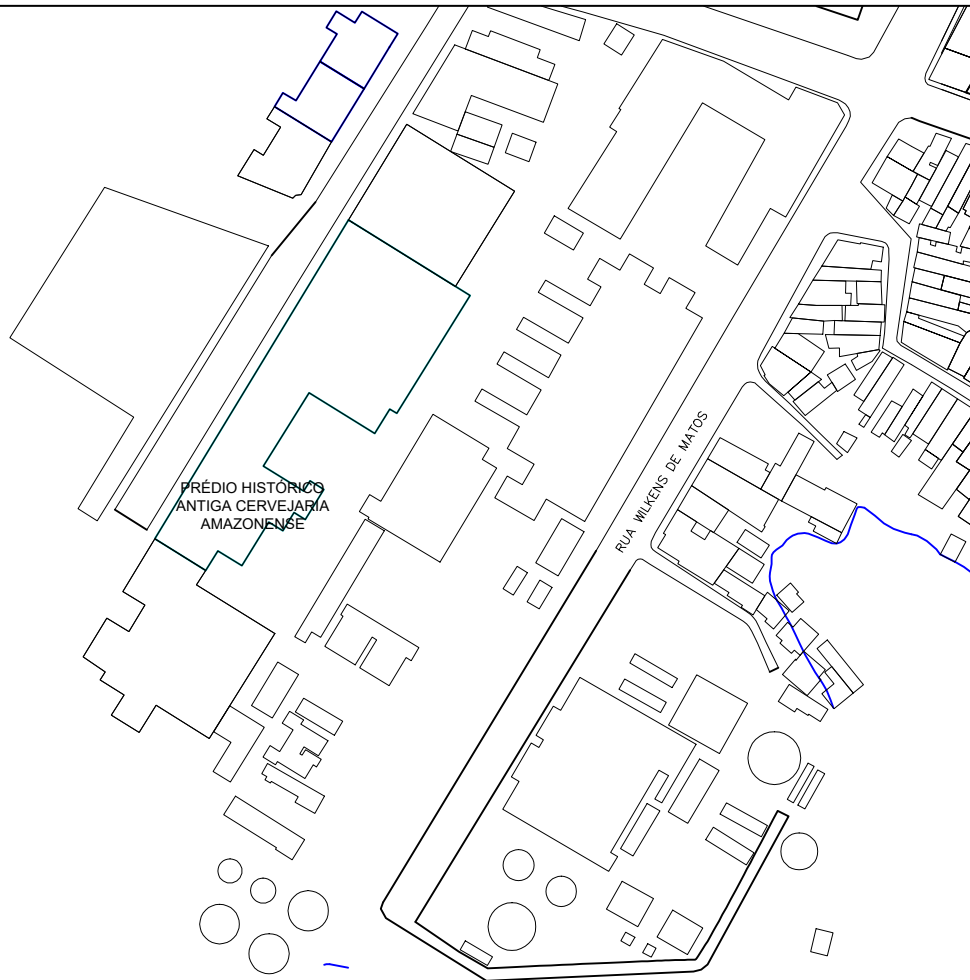 PRÉDIO HISTÓRICO
ANTIGA CERVEJARIA
AMAZONENSE
RUA WILKENS DE MATOS